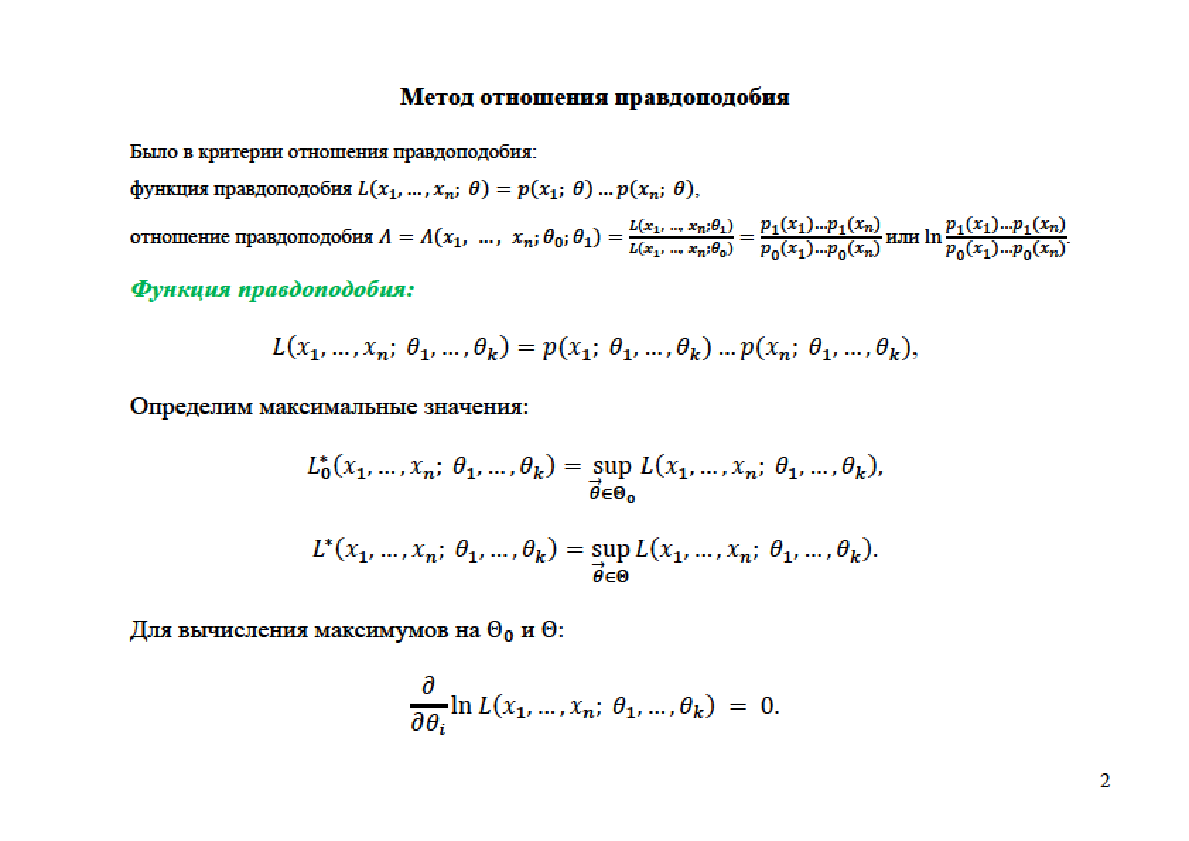 Метод отношения правдоподобия
Было в критерии отношения правдоподобия:
функция правдоподобия L(x₁, …, xₙ; θ) = p(x₁; θ) … p(xₙ; θ),
отношение правдоподобия Λ = Λ(x₁, …, xₙ; θ₀; θ₁) = L(x₁, …, xₙ;θ₁)/L(x₁, …, xₙ;θ₀) = p₁(x₁)…p₁(xₙ)/p₀(x₁)…p₀(xₙ) или ln p₁(x₁)…p₁(xₙ)/p₀(x₁)…p₀(xₙ).
Функция правдоподобия:
L(x₁, …, xₙ; θ₁, …, θₖ) = p(x₁; θ₁, …, θₖ) … p(xₙ; θ₁, …, θₖ),
Определим максимальные значения:
L₀*(x₁, …, xₙ; θ₁, …, θₖ) = sup L(x₁, …, xₙ; θ₁, …, θₖ),
θ⃗∈Θ₀
L*(x₁, …, xₙ; θ₁, …, θₖ) = sup L(x₁, …, xₙ; θ₁, …, θₖ).
θ⃗∈Θ
Для вычисления максимумов на Θ₀ и Θ:
∂/∂θᵢ ln L(x₁, …, xₙ; θ₁, …, θₖ) = 0.
2